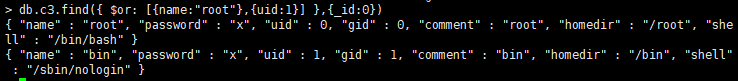 > db.c3.find({ $or: [{name:"root"},{uid:1}] },{_id:0})
{ "name" : "root", "password" : "x", "uid" : 0, "gid" : 0, "comment" : "root", "homedir" : "/root", "she
ll" : "/bin/bash" }
{ "name" : "bin", "password" : "x", "uid" : 1, "gid" : 1, "comment" : "bin", "homedir" : "/bin", "shell"
 : "/sbin/nologin" }